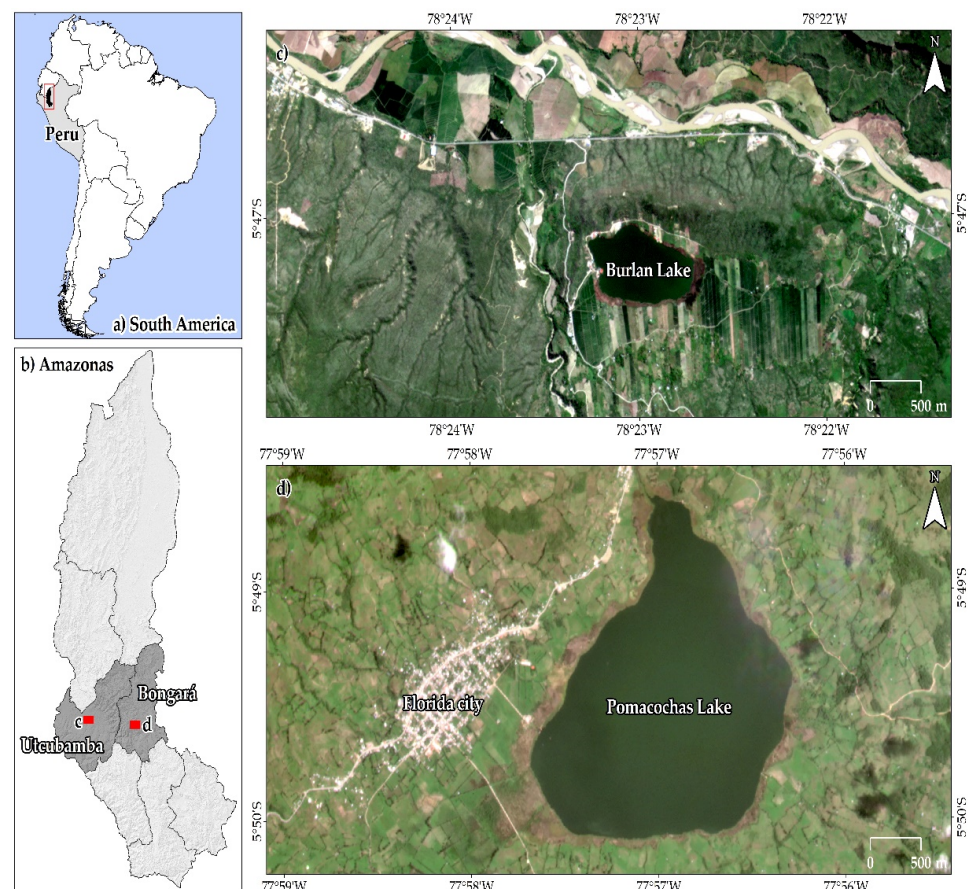 Peru
a) South America
b) Amazonas
Bongará
c
d
Utcubamba
78°24'W
78°23'W
78°22'W
c)
N
5°47'S
5°47'S
Burlan Lake
0 500 m
78°24'W
78°23'W
78°22'W
77°59'W
77°58'W
77°57'W
77°56'W
d)
N
5°49'S
5°49'S
Florida city
Pomacochas Lake
5°50'S
5°50'S
0 500 m
77°59'W
77°58'W
77°57'W
77°56'W